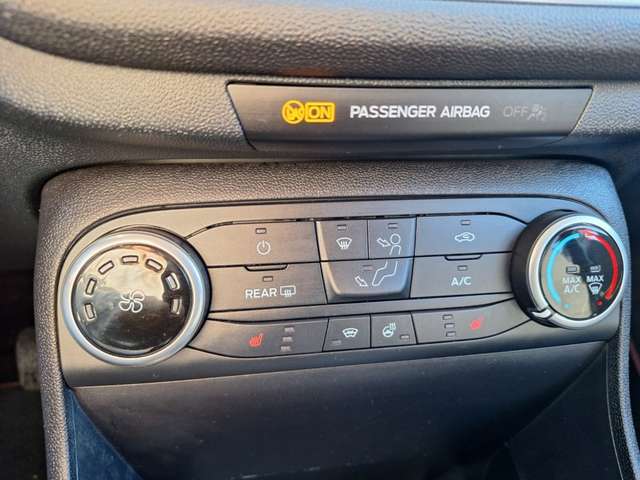 ON PASSENGER AIRBAG OFF
REAR
A/C
MAX A/C
MAX